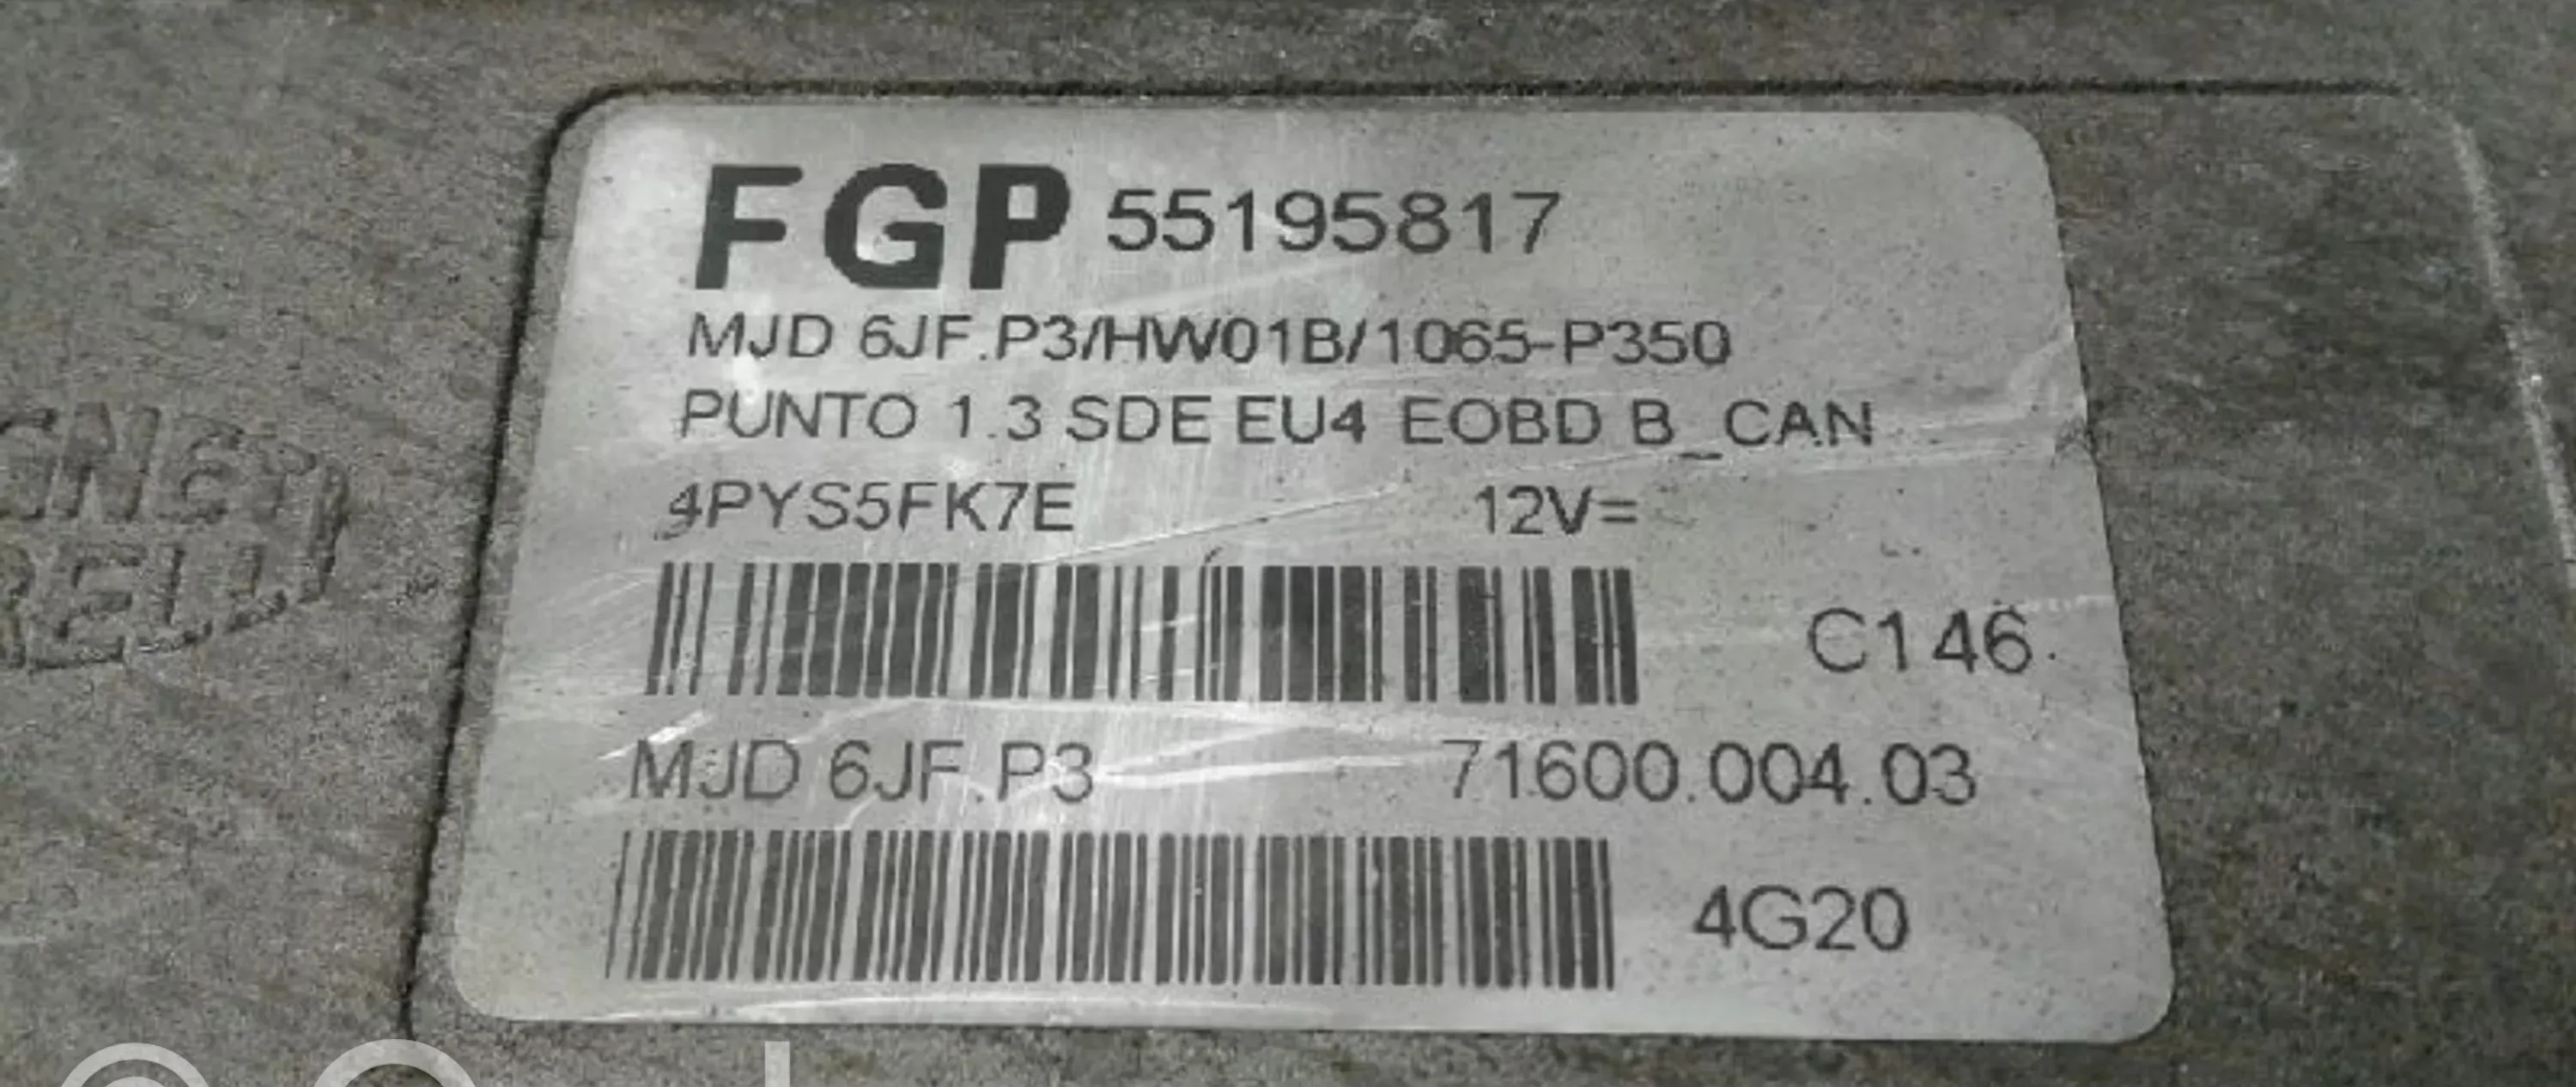 FGP 55195817
MJD 6JF.P3/HW01B/1065-P350
PUNTO 1.3 SDE EU4 EOBD B_CAN
4PYS5FK7E 12V=
C146
MJD 6JF.P3 71600.004.03
4G20